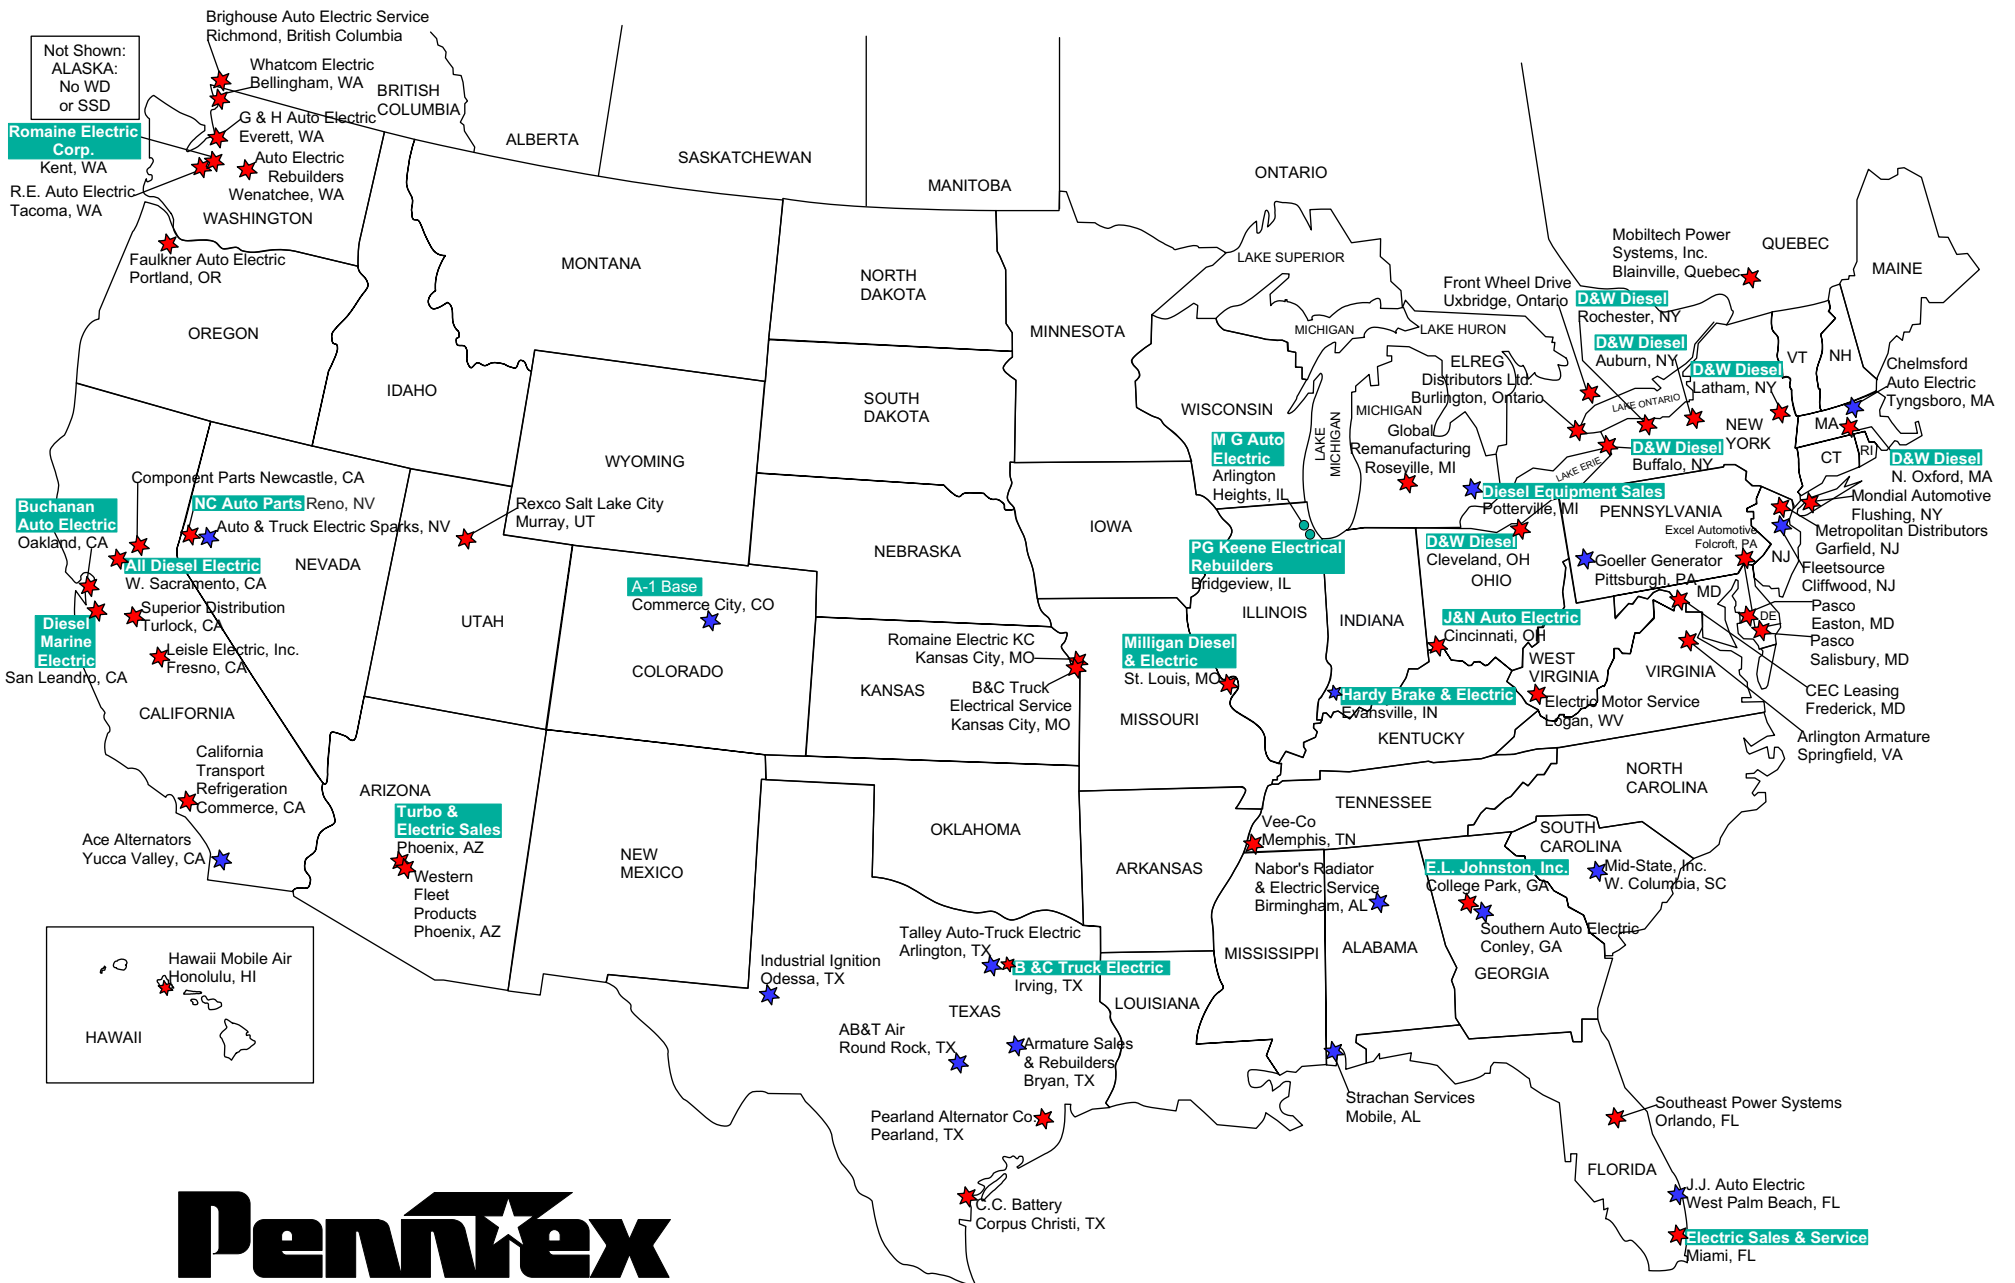 Not Shown:
ALASKA:
No WD
or SSD
Brighouse Auto Electric Service
Richmond, British Columbia
Whatcom Electric
Bellingham, WA
BRITISH
COLUMBIA
G & H Auto Electric
Everett, WA
Romaine Electric
Corp.
Kent, WA
Auto Electric
Rebuilders
Wenatchee, WA
R.E. Auto Electric
Tacoma, WA
WASHINGTON
Faulkner Auto Electric
Portland, OR
OREGON
ALBERTA
SASKATCHEWAN
MANITOBA
ONTARIO
QUEBEC
MONTANA
NORTH
DAKOTA
MINNESOTA
LAKE SUPERIOR
MICHIGAN
LAKE HURON
IDAHO
SOUTH
DAKOTA
WISCONSIN
WYOMING
LAKE
MICHIGAN
MICHIGAN
Mobiltech Power
Systems, Inc.
Blainville, Quebec
MAINE
Front Wheel Drive
Uxbridge, Ontario
D&W Diesel
Rochester, NY
D&W Diesel
Auburn, NY
D&W Diesel
Latham, NY
VT
NH
Chelmsford
Auto Electric
Tyngsboro, MA
ELREG
Distributors Ltd.
Burlington, Ontario
LAKE ONTARIO
NEW
YORK
MA
CT
RI
Global
Remanufacturing
Roseville, MI
M G Auto
Electric
Arlington
Heights, IL
D&W Diesel
Buffalo, NY
LAKE ERIE
D&W Diesel
N. Oxford, MA
Mondial Automotive
Flushing, NY
Metropolitan Distributors
Garfield, NJ
Fleetsource
Cliffwood, NJ
Diesel Equipment Sales
Potterville, MI
PENNSYLVANIA
Excel Automotive
Folcroft, PA
NJ
Component Parts Newcastle, CA
NC Auto Parts Reno, NV
Auto & Truck Electric Sparks, NV
Buchanan
Auto Electric
Oakland, CA
All Diesel Electric
W. Sacramento, CA
NEVADA
Superior Distribution
Turlock, CA
Diesel
Marine
Electric
San Leandro, CA
Leisle Electric, Inc.
Fresno, CA
CALIFORNIA
California
Transport
Refrigeration
Commerce, CA
Ace Alternators
Yucca Valley, CA
Rexco Salt Lake City
Murray, UT
UTAH
A-1 Base
Commerce City, CO
COLORADO
NEBRASKA
IOWA
KANSAS
Romaine Electric KC
Kansas City, MO
B&C Truck
Electrical Service
Kansas City, MO
PG Keene Electrical
Rebuilders
Bridgeview, IL
ILLINOIS
Milligan Diesel
& Electric
St. Louis, MO
MISSOURI
INDIANA
D&W Diesel
Cleveland, OH
OHIO
J&N Auto Electric
Cincinnati, OH
Goeller Generator
Pittsburgh, PA
MD
DE
Pasco
Easton, MD
Pasco
Salisbury, MD
CEC Leasing
Frederick, MD
Arlington Armature
Springfield, VA
WEST
VIRGINIA
VIRGINIA
Electric Motor Service
Logan, WV
Hardy Brake & Electric
Evansville, IN
KENTUCKY
NORTH
CAROLINA
TENNESSEE
SOUTH
CAROLINA
Vee-Co
Memphis, TN
Mid-State, Inc.
W. Columbia, SC
ARIZONA
Turbo &
Electric Sales
Phoenix, AZ
Western
Fleet
Products
Phoenix, AZ
NEW
MEXICO
OKLAHOMA
ARKANSAS
Nabor's Radiator
& Electric Service
Birmingham, AL
E.L. Johnston, Inc.
College Park, GA
Southern Auto Electric
Conley, GA
GEORGIA
ALABAMA
MISSISSIPPI
LOUISIANA
Talley Auto-Truck Electric
Arlington, TX
B &C Truck Electric
Irving, TX
Industrial Ignition
Odessa, TX
TEXAS
AB&T Air
Round Rock, TX
Armature Sales
& Rebuilders
Bryan, TX
Pearland Alternator Co.
Pearland, TX
C.C. Battery
Corpus Christi, TX
Strachan Services
Mobile, AL
Southeast Power Systems
Orlando, FL
FLORIDA
J.J. Auto Electric
West Palm Beach, FL
Electric Sales & Service
Miami, FL
Hawaii Mobile Air
Honolulu, HI
HAWAII
PennTex